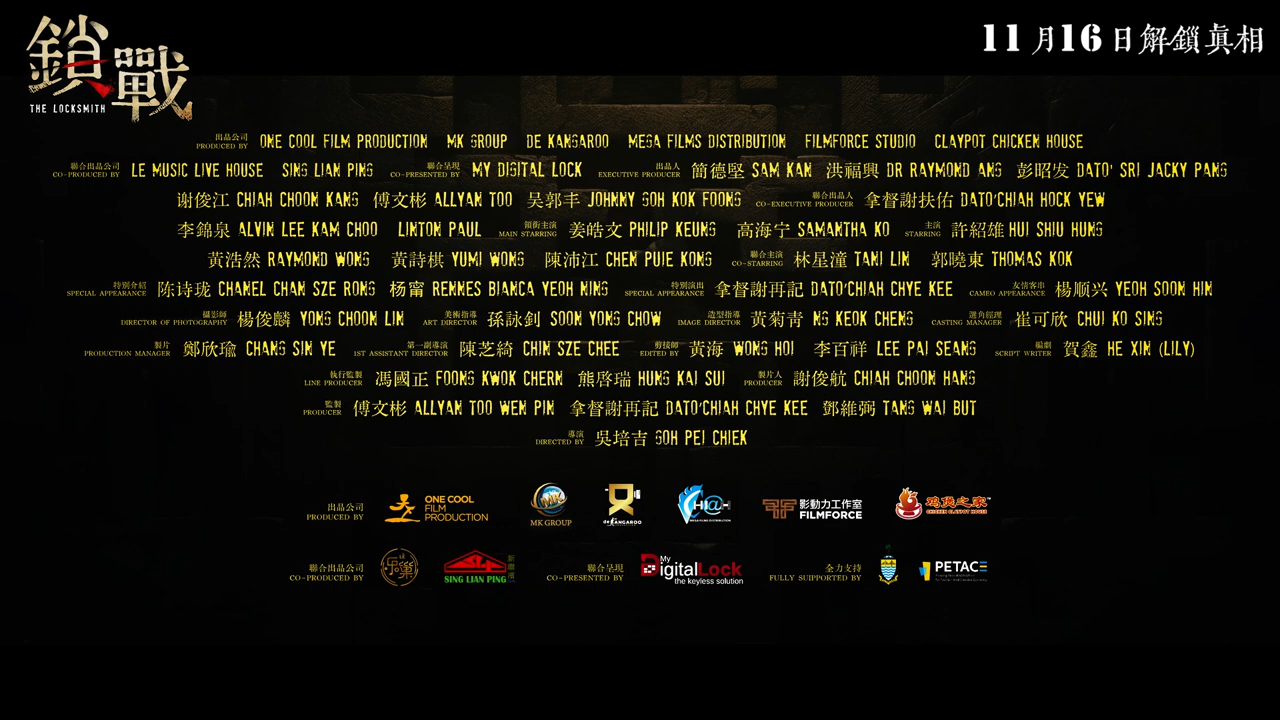 鎖戰
THE LOCKSMITH
11月16日解鎖真相
出品公司 PRODUCED BY ONE COOL FILM PRODUCTION MK GROUP DE KANGAROO MEGA FILMS DISTRIBUTION FILMFORCE STUDIO CLAYPOT CHICKEN HOUSE
聯合出品公司 CO-PRODUCED BY LE MUSIC LIVE HOUSE SING LIAN PING 聯合呈現 CO-PRESENTED BY MY DIGITAL LOCK 出品人 EXECUTIVE PRODUCER 簡德堅 SAM KAN 洪福興 DR RAYMOND ANG 彭昭发 DATO' SRI JACKY PANG
谢俊江 CHIAH CHOON KANG 傅文彬 ALLYAN TOO 吴郭丰 JOHNNY GOH KOK FOONG 聯合出品人 CO-EXECUTIVE PRODUCER 拿督謝扶佑 DATO'CHIAH HOCK YEW
李錦泉 ALVIN LEE KAM CHOO LINTON PAUL 領銜主演 MAIN STARRING 姜皓文 PHILIP KEUNG 高海宁 SAMANTHA KO 主演 STARRING 許紹雄 HUI SHIU HUNG
黃浩然 RAYMOND WONG 黃詩棋 YUMI WONG 陳沛江 CHEN PUIE KONG 聯合主演 CO-STARRING 林星潼 TANI LIN 郭曉東 THOMAS KOK
特別介紹 SPECIAL APPEARANCE 陈诗珑 CHANEL CHAN SZE RONG 杨甯 RENNES BIANCA YEOH NING 特別演出 SPECIAL APPEARANCE 拿督謝再記 DATO'CHIAH CHYE KEE 友情客串 CAMEO APPEARANCE 楊順兴 YEOH SOON HIN
攝影師 DIRECTOR OF PHOTOGRAPHY 楊俊麟 YONG CHOON LIN 美術指導 ART DIRECTOR 孫詠釗 SOON YONG CHOW 造型指導 IMAGE DIRECTOR 黃菊青 NG KEOK CHENG 選角經理 CASTING MANAGER 崔可欣 CHUI KO SING
製片 PRODUCTION MANAGER 鄭欣瑜 CHANG SIN YE 第一副導演 1ST ASSISTANT DIRECTOR 陳芝綺 CHIN SZE CHEE 剪接師 EDITED BY 黃海 WONG HOI 李百祥 LEE PAI SEANG 編劇 SCRIPT WRITER 賀鑫 HE XIN (LILY)
執行監製 LINE PRODUCER 馮國正 FOONG KWOK CHERN 熊啓瑞 HUNG KAI SUI 製片人 PRODUCER 謝俊航 CHIAH CHOON HANG
監製 PRODUCER 傅文彬 ALLYAN TOO WEN PIN 拿督謝再記 DATO'CHIAH CHYE KEE 鄧維弼 TANG WAI BUT
導演 DIRECTED BY 吳培吉 GOH PEI CHIEK
出品公司 PRODUCED BY ONE COOL FILM PRODUCTION MK GROUP de KANGAROO CHI@H MEGA FILMS DISTRIBUTION 影動力工作室 FILMFORCE 鸡煲之家 CHICKEN CLAYPOT HOUSE
聯合出品公司 CO-PRODUCED BY SING LIAN PING 聯合呈現 CO-PRESENTED BY My DigitalLock the keyless solution 全力支持 FULLY SUPPORTED BY PETACE